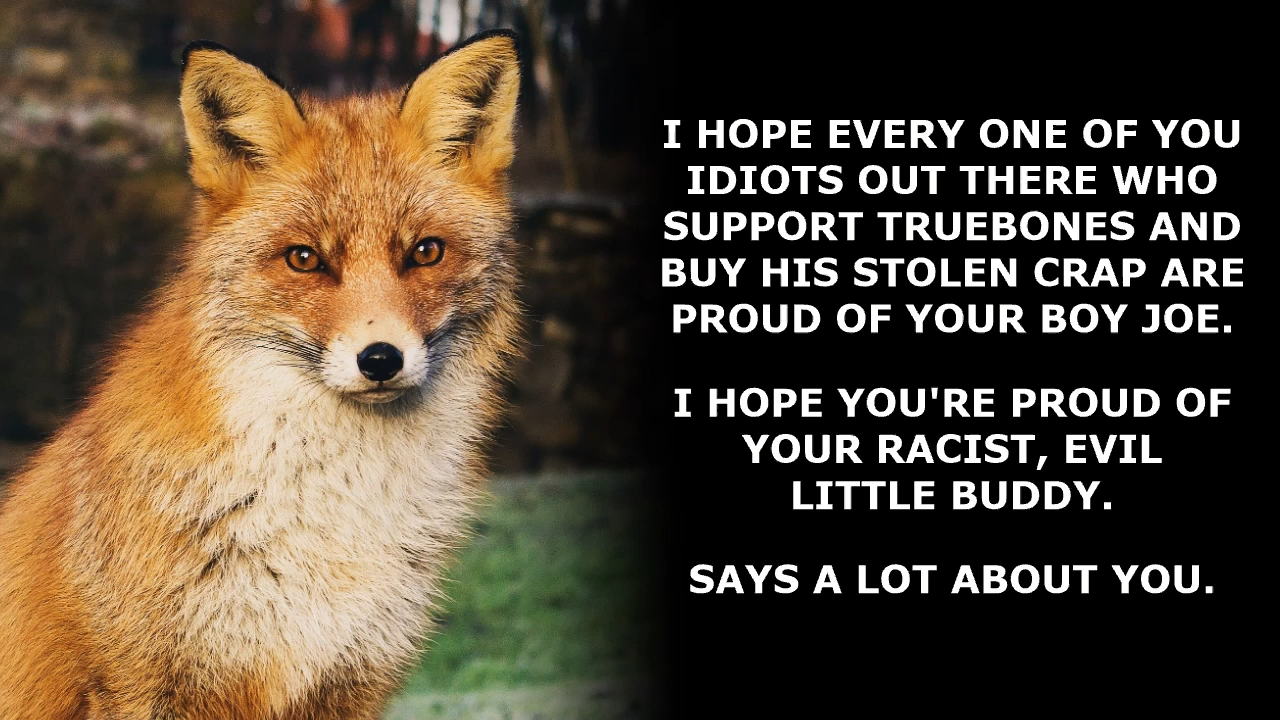 I HOPE EVERY ONE OF YOU
IDIOTS OUT THERE WHO
SUPPORT TRUEBONES AND
BUY HIS STOLEN CRAP ARE
PROUD OF YOUR BOY JOE.
I HOPE YOU'RE PROUD OF
YOUR RACIST, EVIL
LITTLE BUDDY.
SAYS A LOT ABOUT YOU.